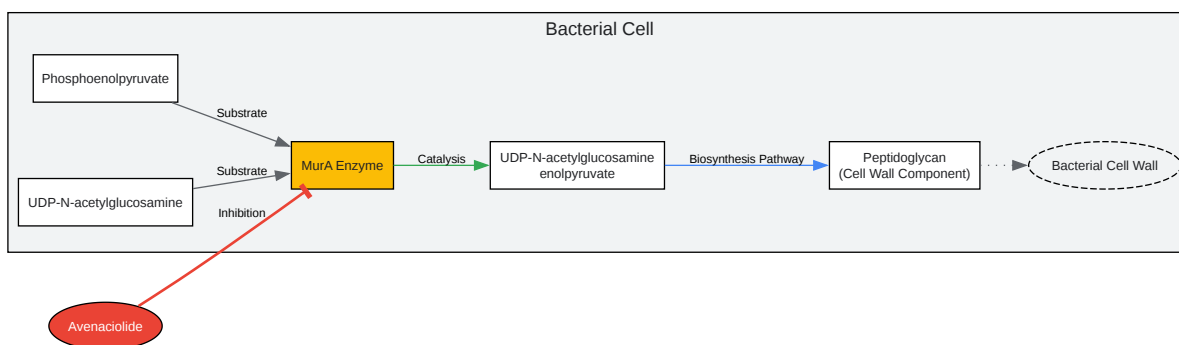 Bacterial Cell
Phosphoenolpyruvate
Substrate
MurA Enzyme
Catalysis
UDP-N-acetylglucosamine
enolpyruvate
Biosynthesis Pathway
Peptidoglycan
(Cell Wall Component)
Bacterial Cell Wall
Substrate
UDP-N-acetylglucosamine
Inhibition
Avenaciolide